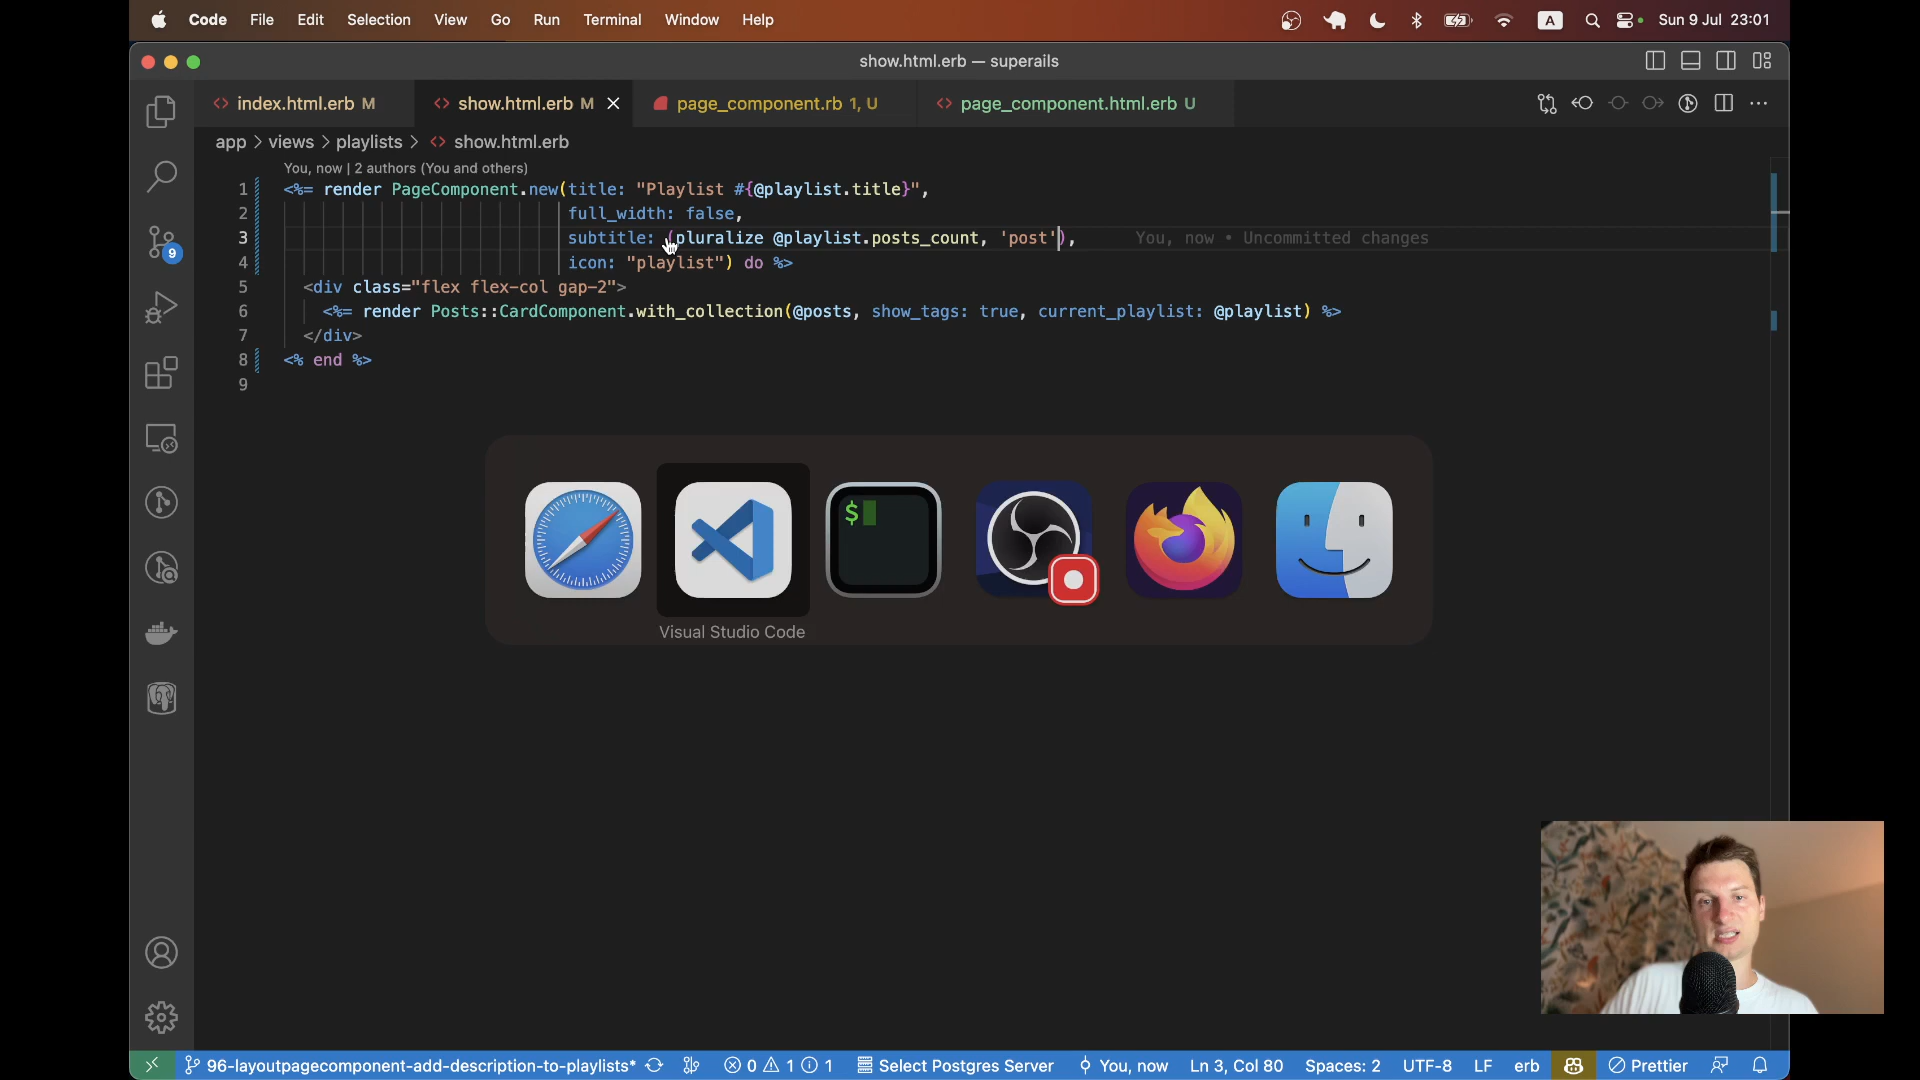 Code File Edit Selection View Go Run Terminal Window Help A Sun 9 Jul 23:01
show.html.erb — superails
<> index.html.erb M <> show.html.erb M page_component.rb 1, U <> page_component.html.erb U
app > views > playlists > <> show.html.erb
You, now | 2 authors (You and others)
1 <%= render PageComponent.new(title: "Playlist #{@playlist.title}",
2 full_width: false,
3 subtitle: (pluralize @playlist.posts_count, 'post'), You, now • Uncommitted changes
4 icon: "playlist") do %>
5 <div class="flex flex-col gap-2">
6 <%= render Posts::CardComponent.with_collection(@posts, show_tags: true, current_playlist: @playlist) %>
7 </div>
8 <% end %>
9
9
$
Visual Studio Code
96-layoutpagecomponent-add-description-to-playlists* 0 1 1 Select Postgres Server You, now Ln 3, Col 80 Spaces: 2 UTF-8 LF erb Prettier